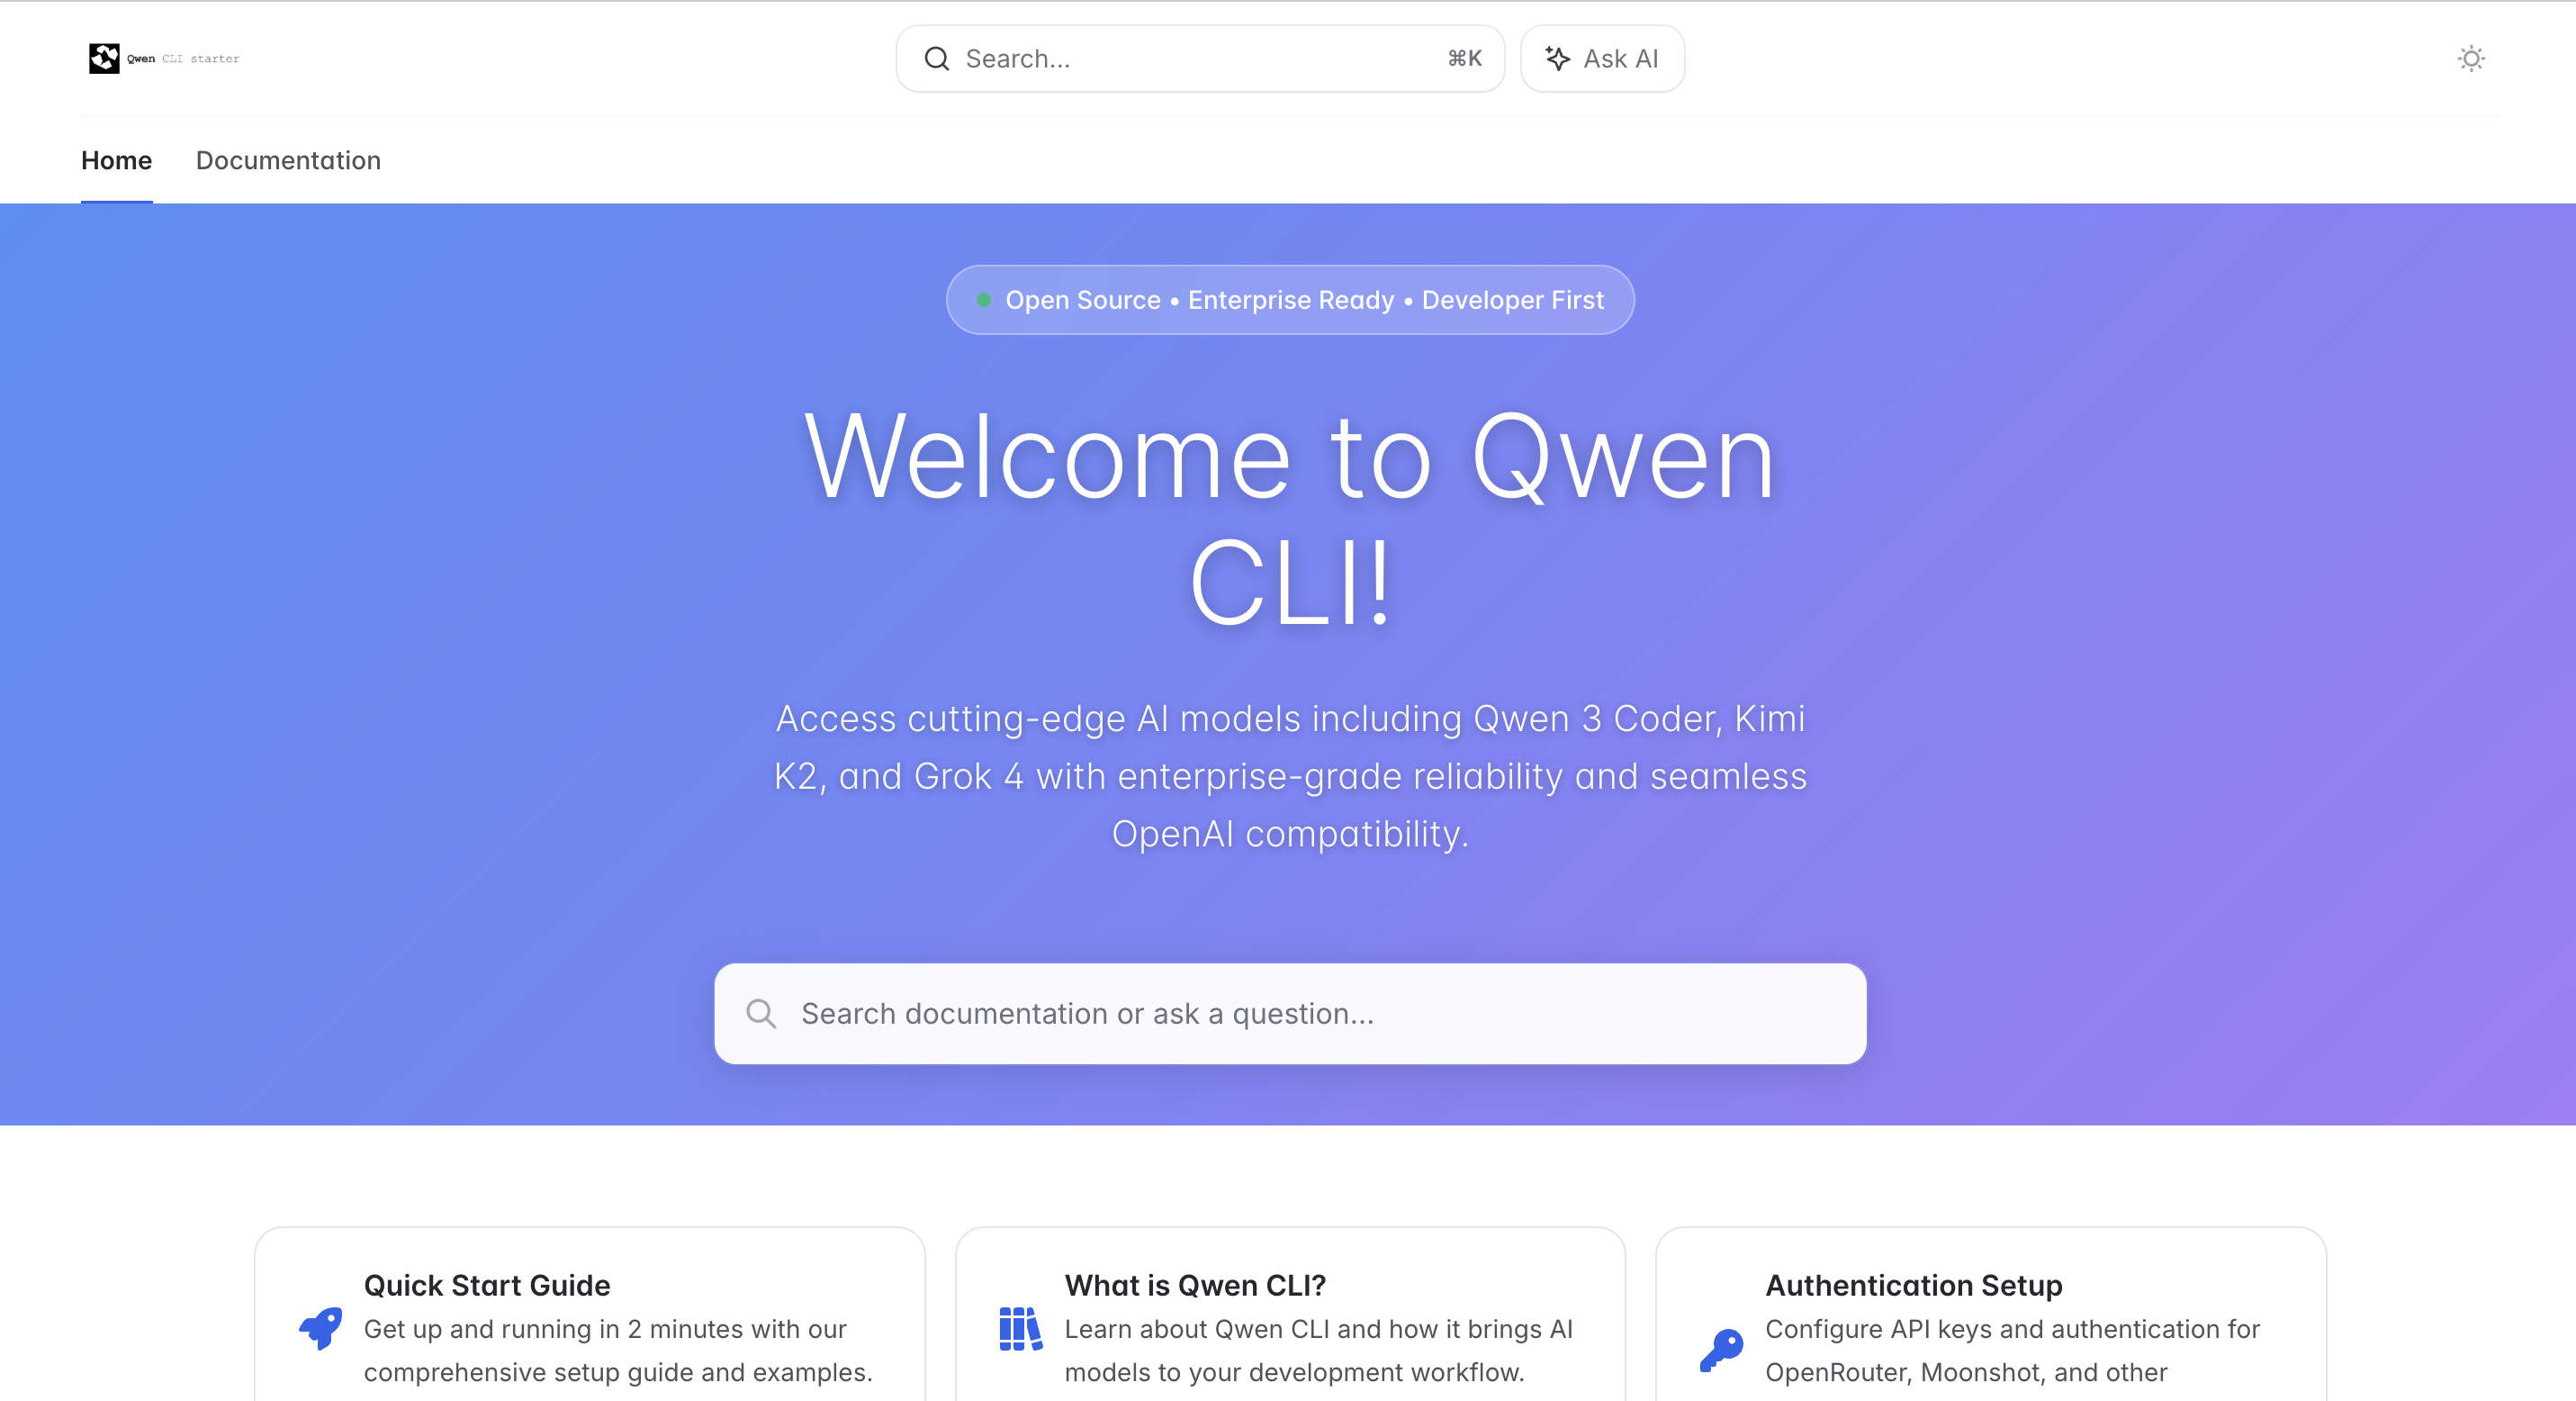 Qwen CLI starter
Search...
⌘K
Ask AI
Home
Documentation
Open Source • Enterprise Ready • Developer First
Welcome to Qwen
CLI!
Access cutting-edge AI models including Qwen 3 Coder, Kimi
K2, and Grok 4 with enterprise-grade reliability and seamless
OpenAI compatibility.
Search documentation or ask a question...
Quick Start Guide
Get up and running in 2 minutes with our
comprehensive setup guide and examples.
What is Qwen CLI?
Learn about Qwen CLI and how it brings AI
models to your development workflow.
Authentication Setup
Configure API keys and authentication for
OpenRouter, Moonshot, and other